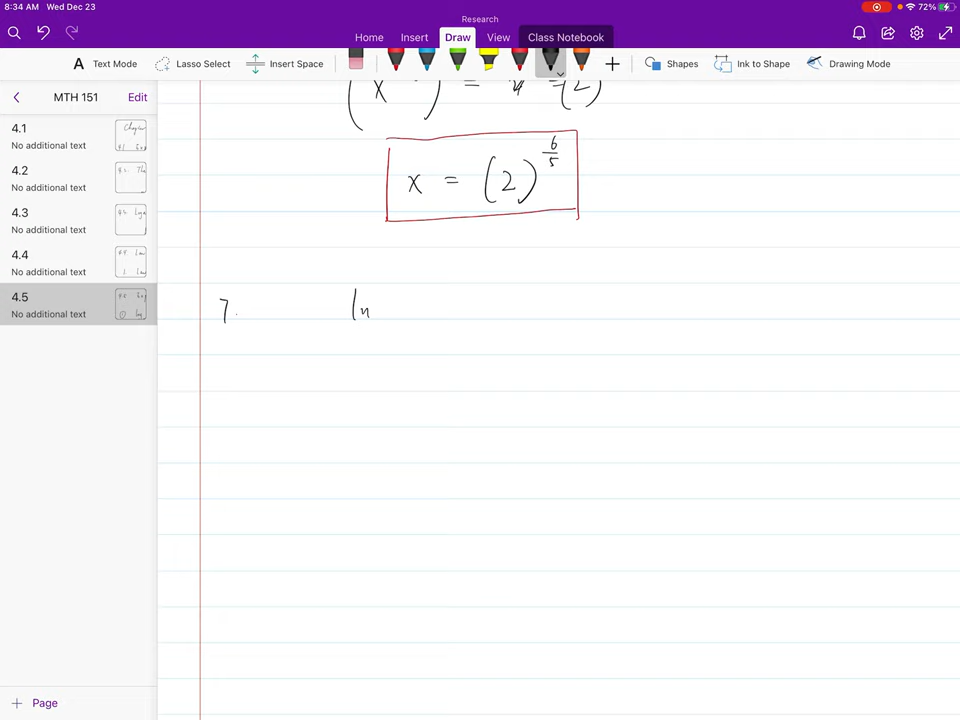 8:34 AM Wed Dec 23
72%
Research
Home Insert Draw View Class Notebook
Text Mode Lasso Select Insert Space Shapes Ink to Shape Drawing Mode
MTH 151 Edit
4.1
No additional text
4.2
No additional text
4.3
No additional text
4.4
No additional text
4.5
No additional text
Page
x = (2)^(6/5)
7. ln